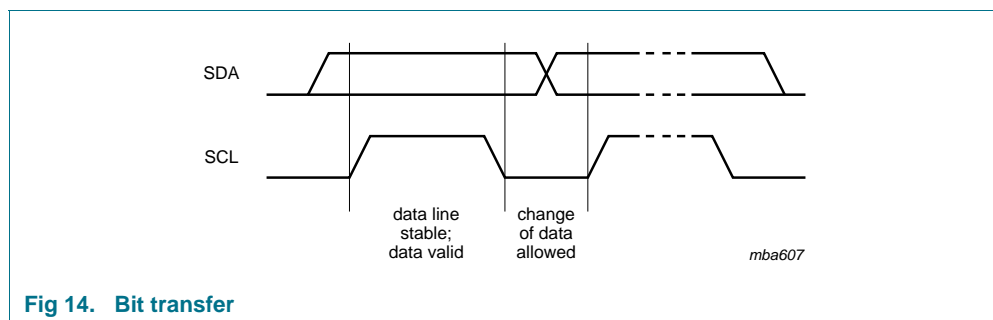 SDA
SCL
data line
stable;
data valid
change
of data
allowed
mba607
Fig 14. Bit transfer